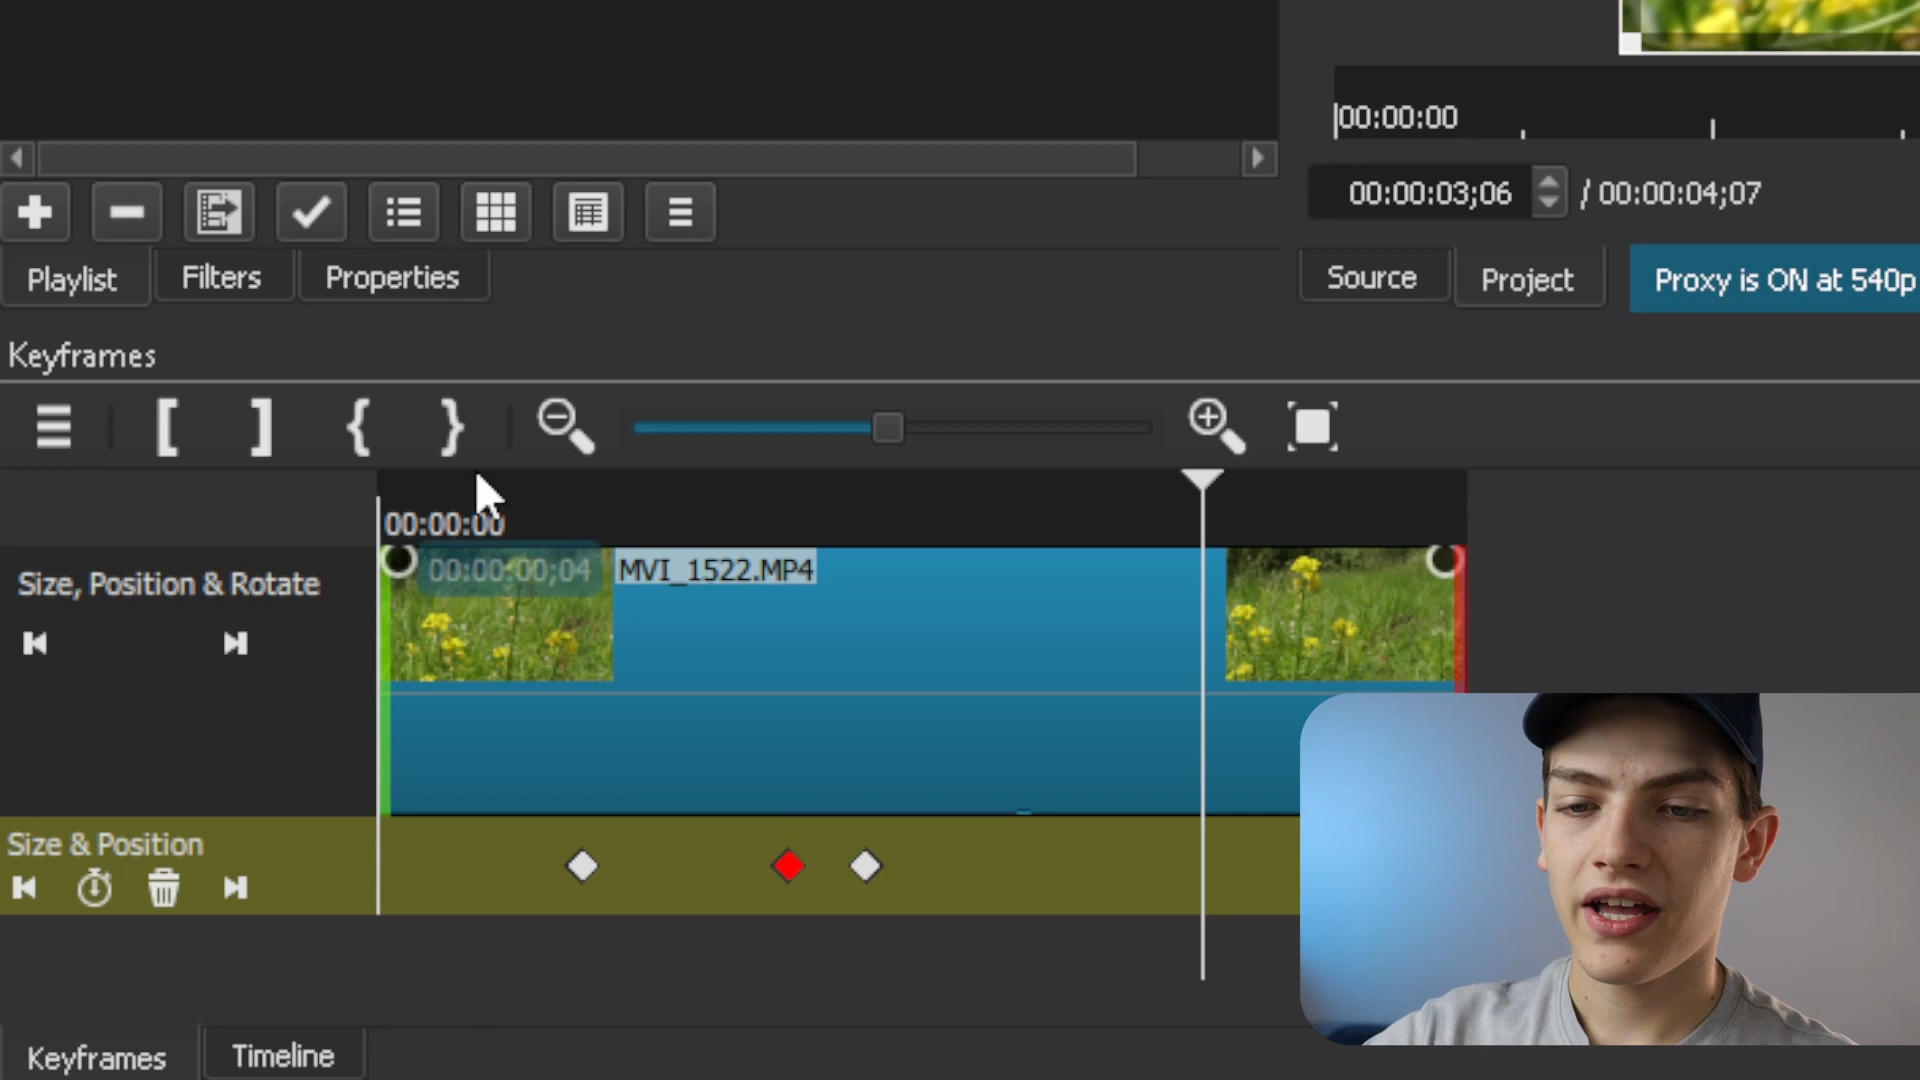 00:00:00
00:00:03;06 / 00:00:04;07
Playlist
Filters
Properties
Source
Project
Proxy is ON at 540p
Keyframes
00:00:00
00:00:00;04
MVI_1522.MP4
Size, Position & Rotate
Size & Position
Keyframes
Timeline